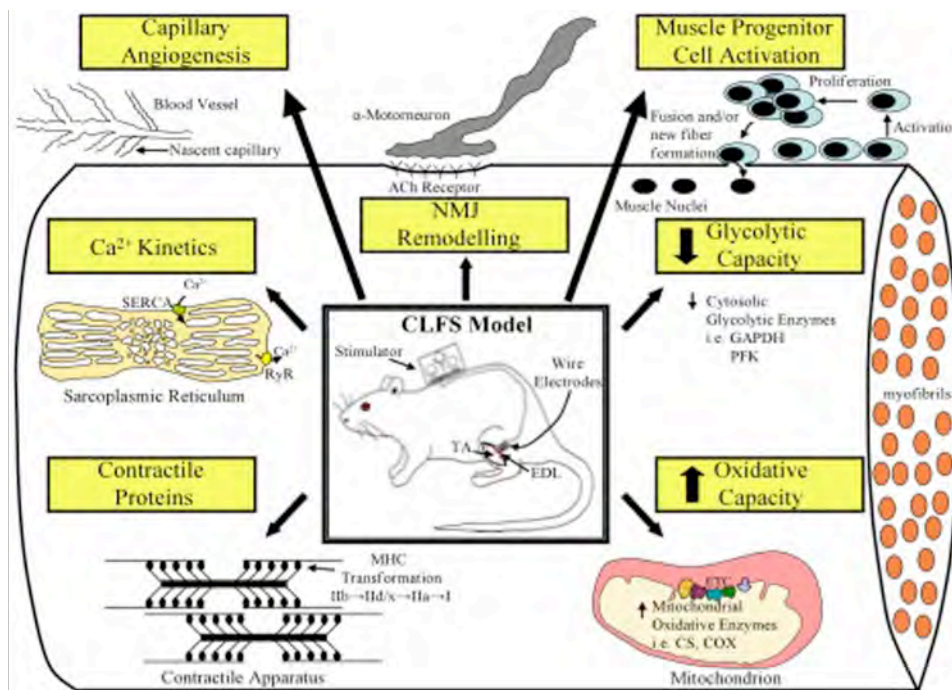 Capillary
Angiogenesis
Muscle Progenitor
Cell Activation
Blood Vessel
Nascent capillary
α-Motorneuron
ACh Receptor
Proliferation
Activation
Fusion and/or
new fiber
formation
Muscle Nuclei
NMJ
Remodelling
Ca²⁺ Kinetics
SERCA
Ca²⁺
Ca²⁺
RyR
Sarcoplasmic Reticulum
Glycolytic
Capacity
Cytosolic
Glycolytic Enzymes
i.e. GAPDH
PFK
CLFS Model
Stimulator
Wire
Electrodes
TA
EDL
myofibrils
Contractile
Proteins
MHC
Transformation
IIb→IId/x→IIa→I
Contractile Apparatus
Oxidative
Capacity
ETC
Mitochondrial
Oxidative Enzymes
i.e. CS, COX
Mitochondrion